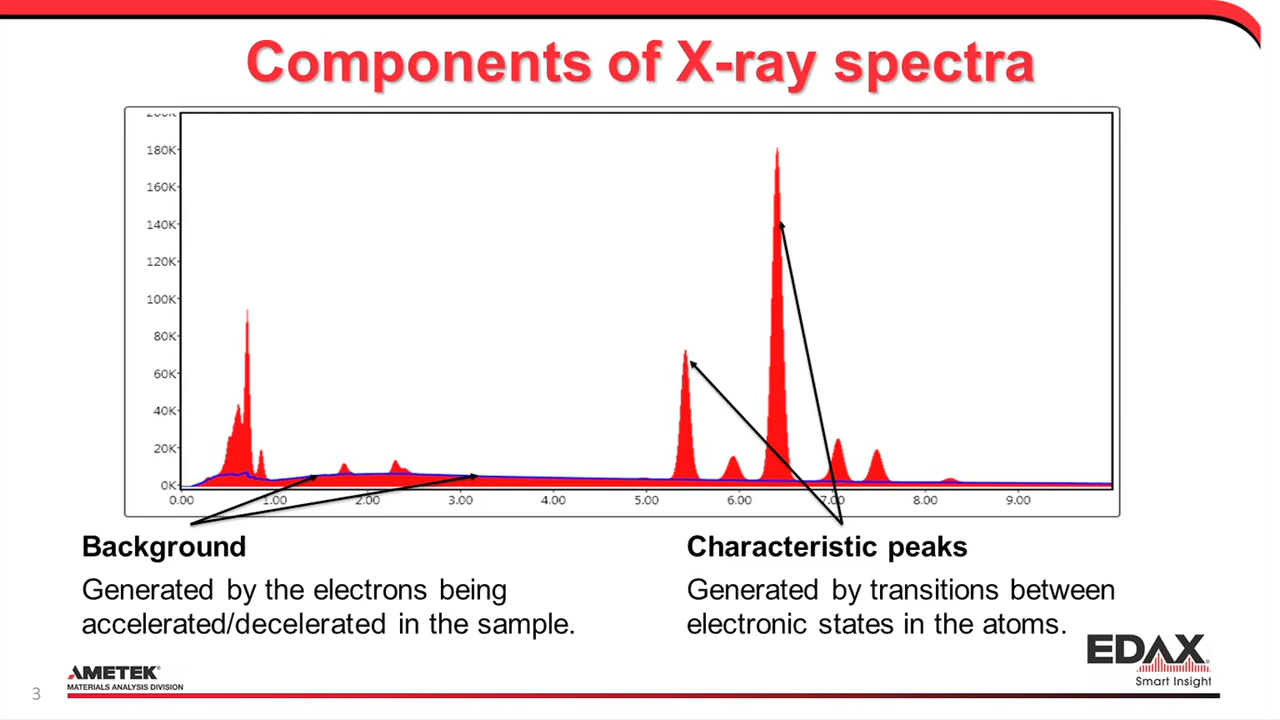 Components of X-ray spectra
180K
160K
140K
120K
100K
80K
60K
40K
20K
0K
0.00 1.00 2.00 3.00 4.00 5.00 6.00 7.00 8.00 9.00
Background
Generated by the electrons being
accelerated/decelerated in the sample.
Characteristic peaks
Generated by transitions between
electronic states in the atoms.
EDAX
Smart Insight
AMETEK®
MATERIALS ANALYSIS DIVISION
3